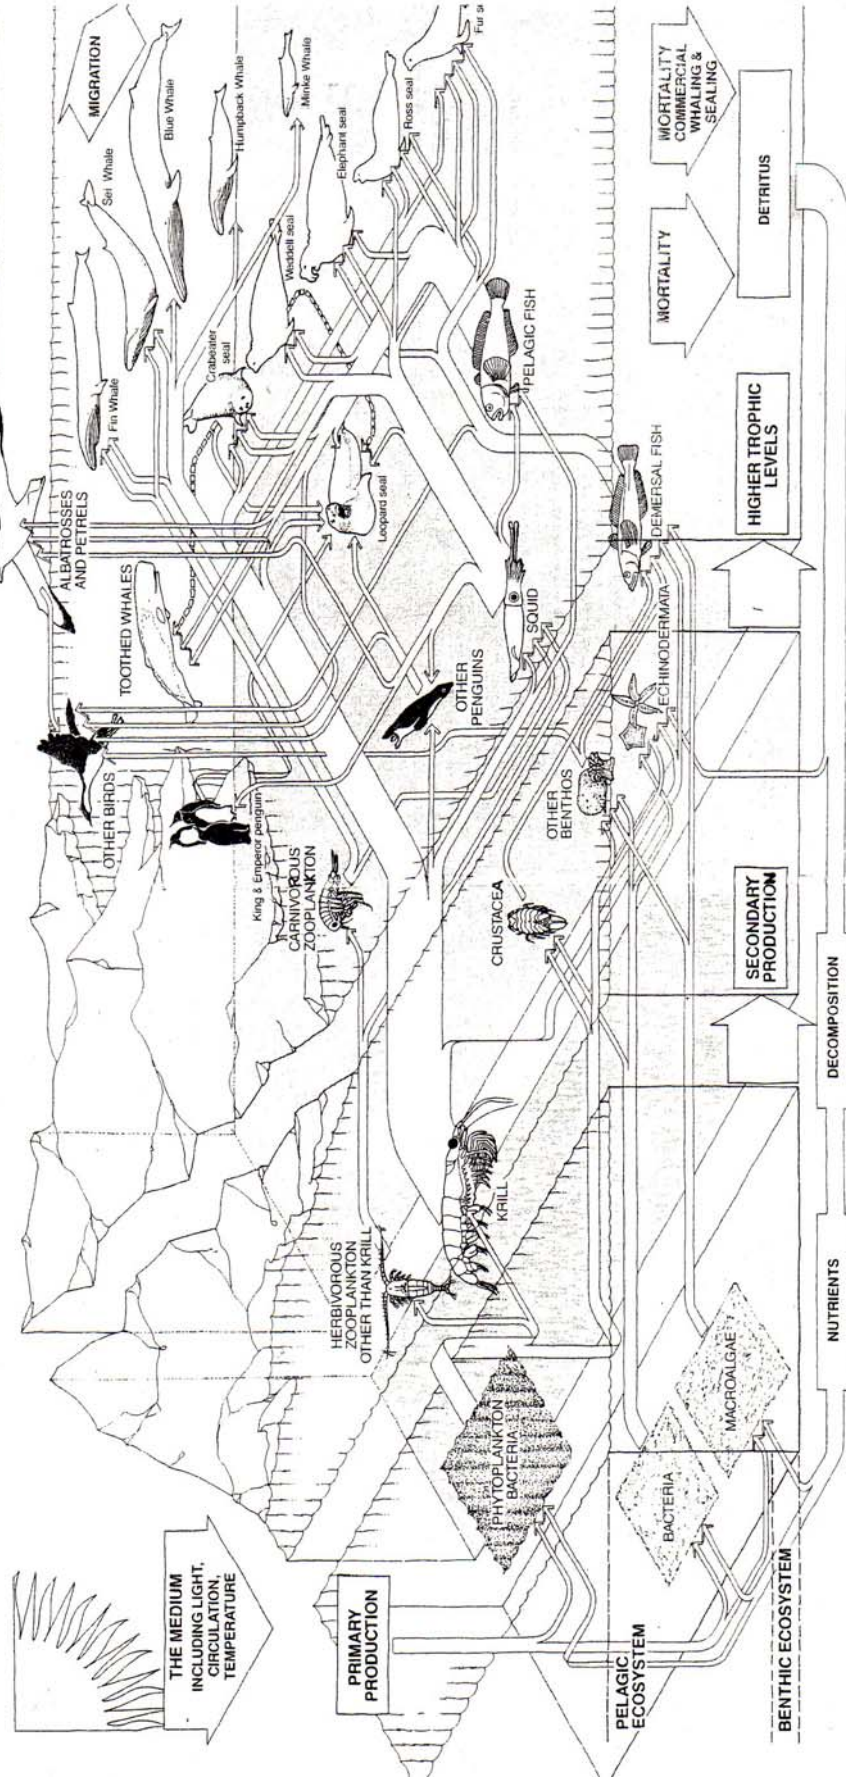 THE MEDIUM
INCLUDING LIGHT,
CIRCULATION,
TEMPERATURE
PRIMARY
PRODUCTION
PELAGIC
ECOSYSTEM
BENTHIC ECOSYSTEM
PHYTOPLANKTON
BACTERIA
BACTERIA
MACROALGAE
NUTRIENTS
HERBIVOROUS
ZOOPLANKTON
OTHER THAN KRILL
KRILL
DECOMPOSITION
SECONDARY
PRODUCTION
CRUSTACEA
OTHER
BENTHOS
CARNIVOROUS
ZOOPLANKTON
King & Emperor penguin
OTHER BIRDS
OTHER
PENGUINS
TOOTHED WHALES
SQUID
ECHINODERMATA
DEMERSAL FISH
ALBATROSSES
AND PETRELS
Leopard seal
Crabeater
seal
Fin Whale
HIGHER TROPHIC
LEVELS
PELAGIC FISH
Sei Whale
Weddell seal
Elephant seal
Blue Whale
Humpback Whale
Minke Whale
Ross seal
MIGRATION
MORTALITY
MORTALITY
COMMERCIAL
WHALING &
SEALING
DETRITUS